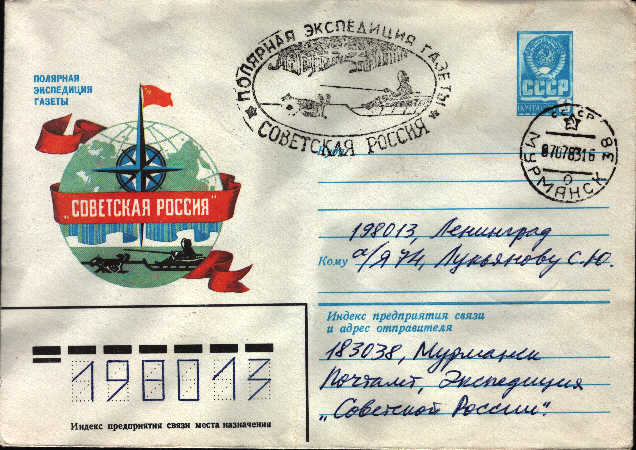 ПОЛЯРНАЯ
ЭКСПЕДИЦИЯ
ГАЗЕТЫ
"СОВЕТСКАЯ РОССИЯ"
ПОЛЯРНАЯ ЭКСПЕДИЦИЯ ГАЗЕТЫ
СОВЕТСКАЯ РОССИЯ
СССР
МУРМАНСК
Куда
198013, Ленинград
Кому а/я 74, Лукьянову С.Ю.
Индекс предприятия связи
и адрес отправителя
183038, Мурманск
Почтамт, Экспедиция
„Советской России".
198013
Индекс предприятия связи места назначения